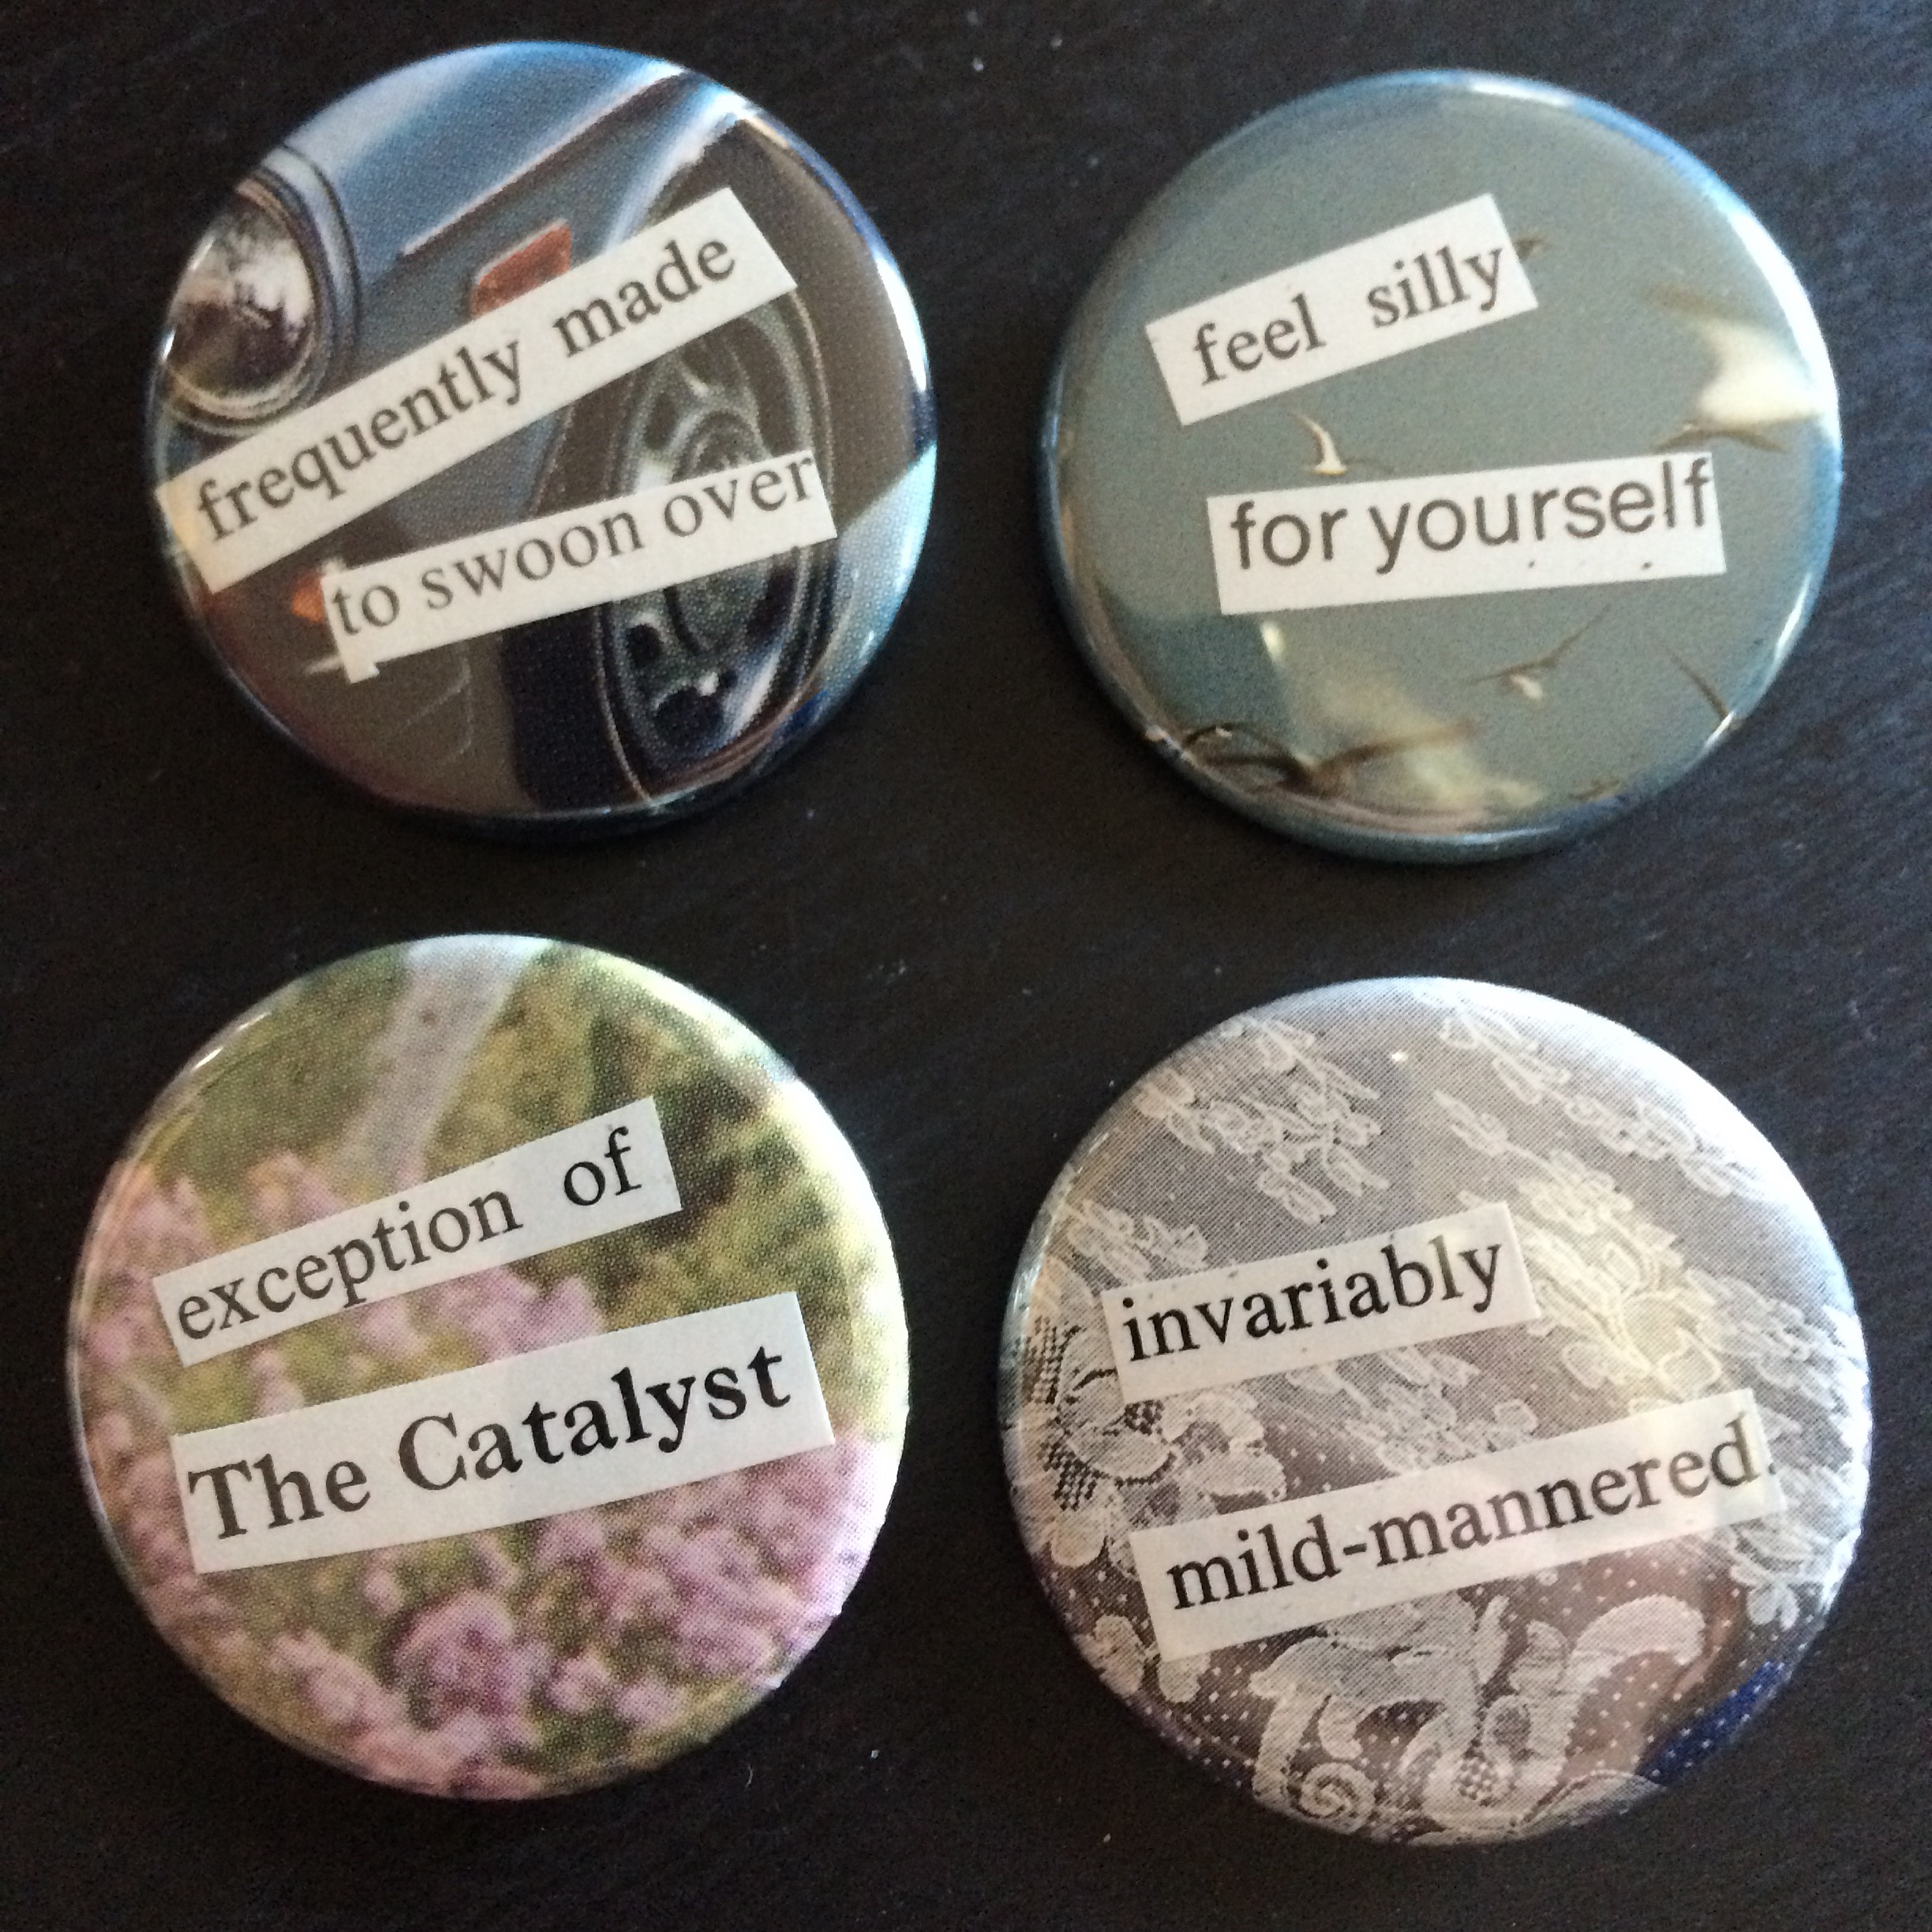 frequently made
to swoon over
feel silly
for yourself
exception of
The Catalyst
invariably
mild-mannered.